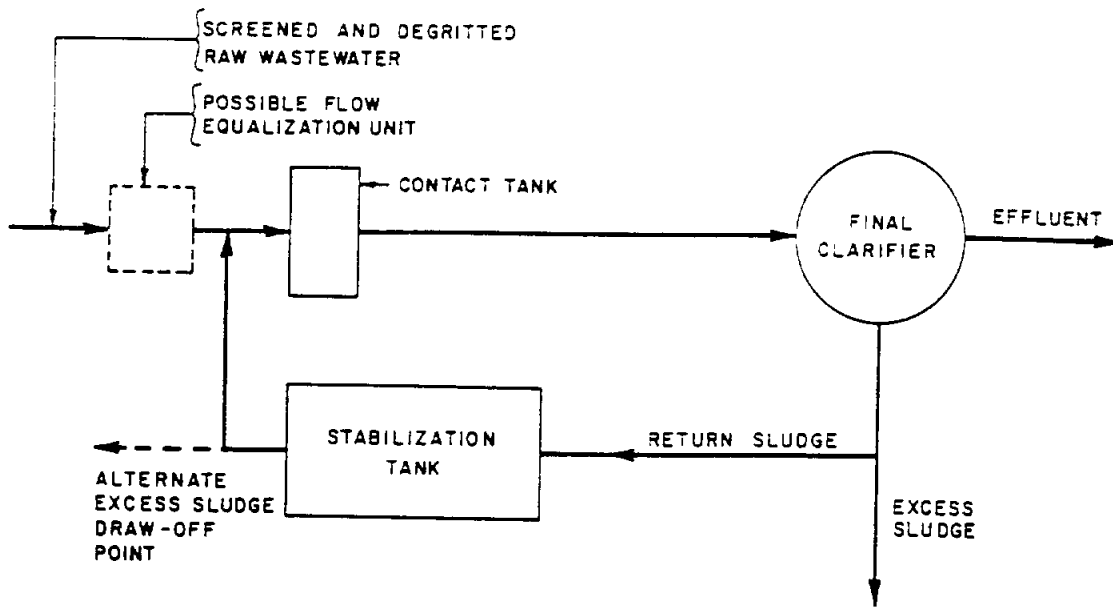 SCREENED AND DEGRITTED
RAW WASTEWATER
POSSIBLE FLOW
EQUALIZATION UNIT
CONTACT TANK
FINAL
CLARIFIER
EFFLUENT
STABILIZATION
TANK
RETURN SLUDGE
ALTERNATE
EXCESS SLUDGE
DRAW-OFF
POINT
EXCESS
SLUDGE